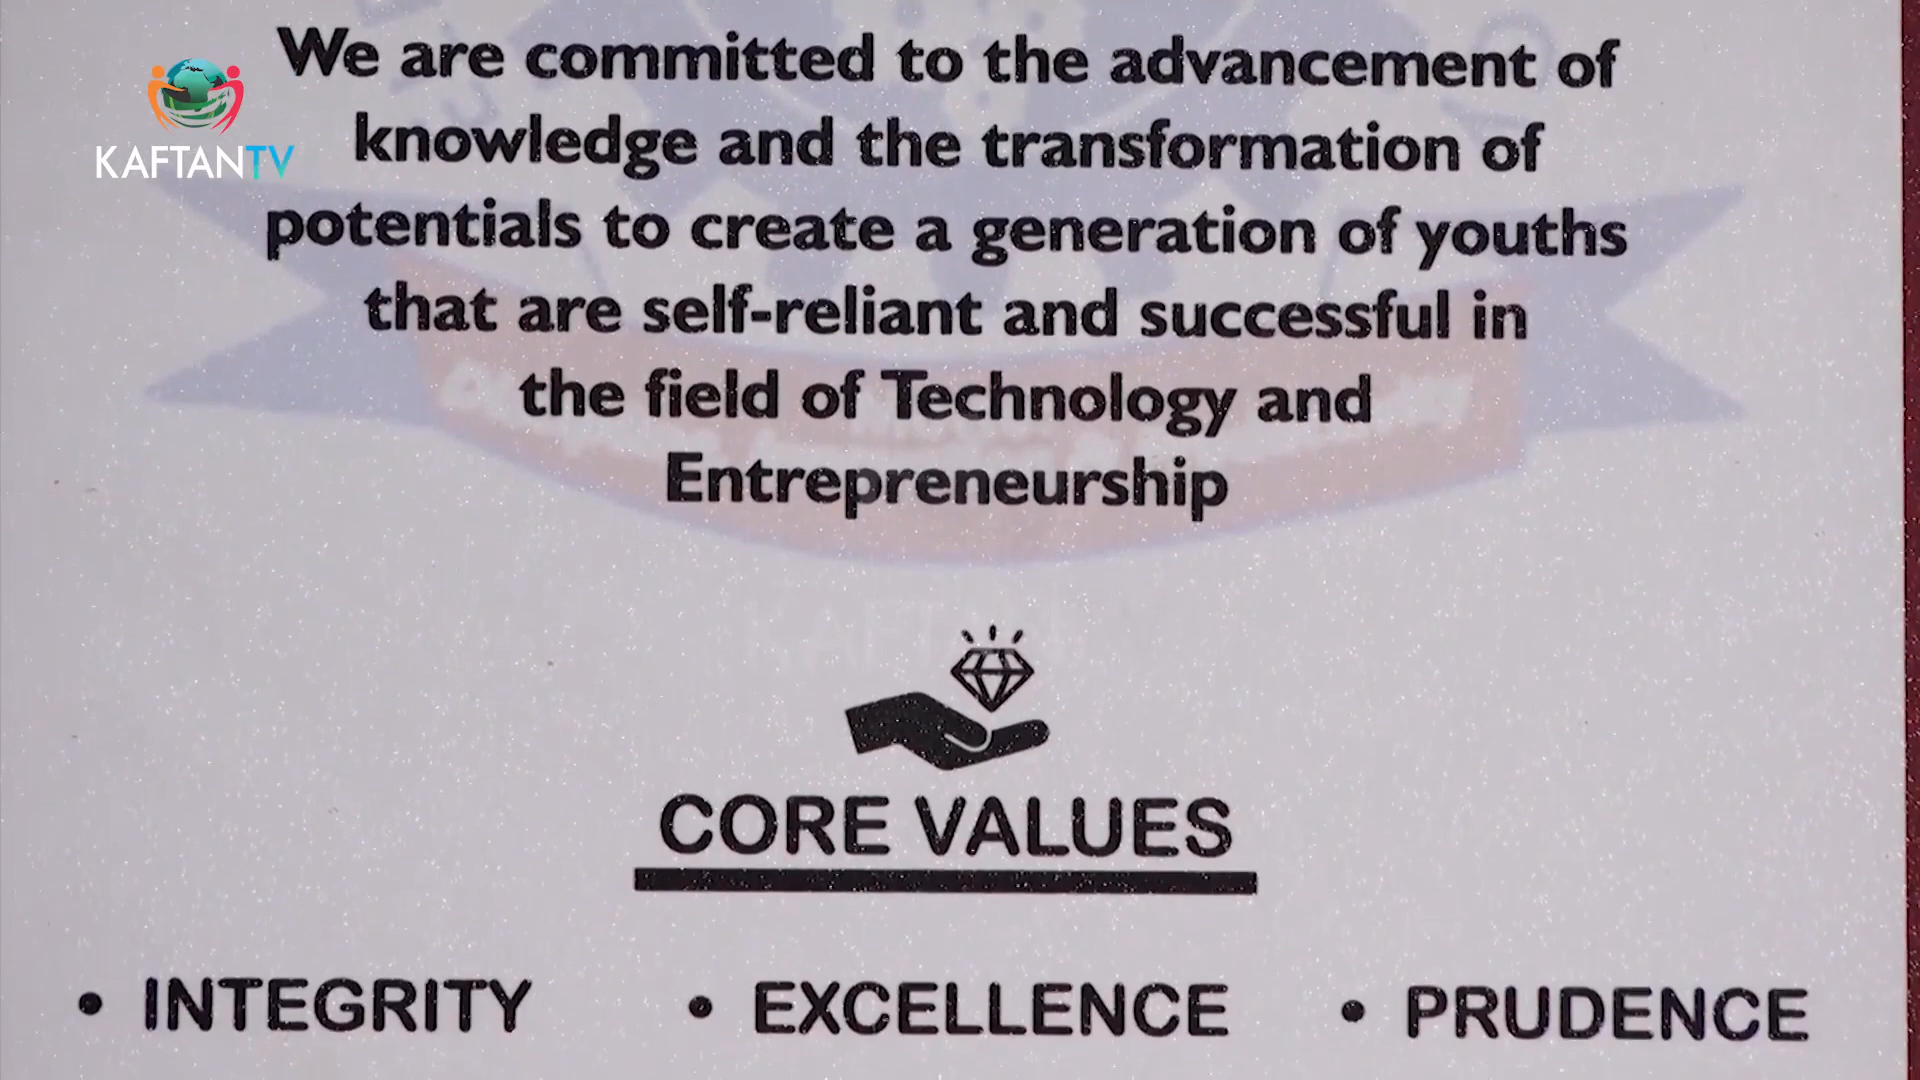 KAFTANTV
We are committed to the advancement of
knowledge and the transformation of
potentials to create a generation of youths
that are self-reliant and successful in
the field of Technology and
Entrepreneurship
CORE VALUES
• INTEGRITY • EXCELLENCE • PRUDENCE